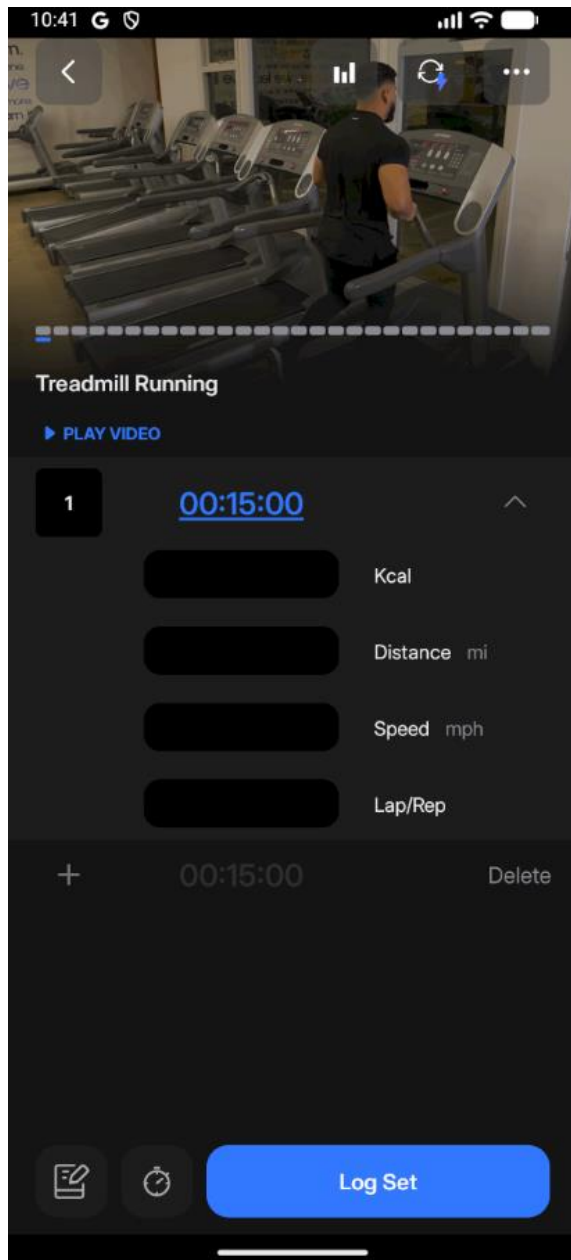 10:41 G
Treadmill Running
PLAY VIDEO
1 00:15:00
Kcal
Distance mi
Speed mph
Lap/Rep
+ 00:15:00 Delete
Log Set